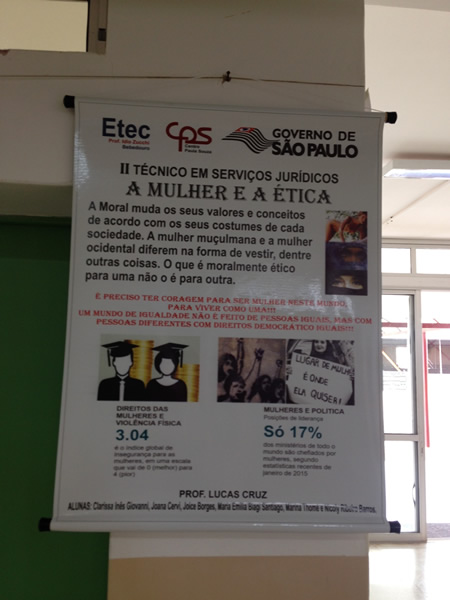 Etec
Prof. Idio Zucchi
Bebedouro
CPS
Centro
Paula Souza
GOVERNO DE
SÃO PAULO
II TÉCNICO EM SERVIÇOS JURÍDICOS
A MULHER E A ÉTICA
A Moral muda os seus valores e conceitos
de acordo com os seus costumes de cada
sociedade. A mulher muçulmana e a mulher
ocidental diferem na forma de vestir, dentre
outras coisas. O que é moralmente ético
para uma não o é para outra.
É PRECISO TER CORAGEM PARA SER MULHER NESTE MUNDO,
PARA VIVER COMO UMA!!!
UM MUNDO DE IGUALDADE NÃO É FEITO DE PESSOAS IGUAIS, MAS COM
PESSOAS DIFERENTES COM DIREITOS DEMOCRÁTICO IGUAIS!!!
LUGAR DE MULHER
É ONDE
ELA QUISER!
DIREITOS DAS
MULHERES E
VIOLÊNCIA FÍSICA
3.04
é o índice global de
insegurança para as
mulheres, em uma escala
que vai de 0 (melhor) para
4 (pior)
MULHERES E POLITICA
Posições de liderança
Só 17%
dos ministérios de todo o
mundo são chefiados por
mulheres, segundo
estatísticas recentes de
janeiro de 2015
PROF. LUCAS CRUZ
ALUNAS: Clarissa Inês Giovanni, Joana Cervi, Joice Borges, Maria Emilia Biagi Santiago, Marina Thomé e Nicoly Ribeiro Ramos.